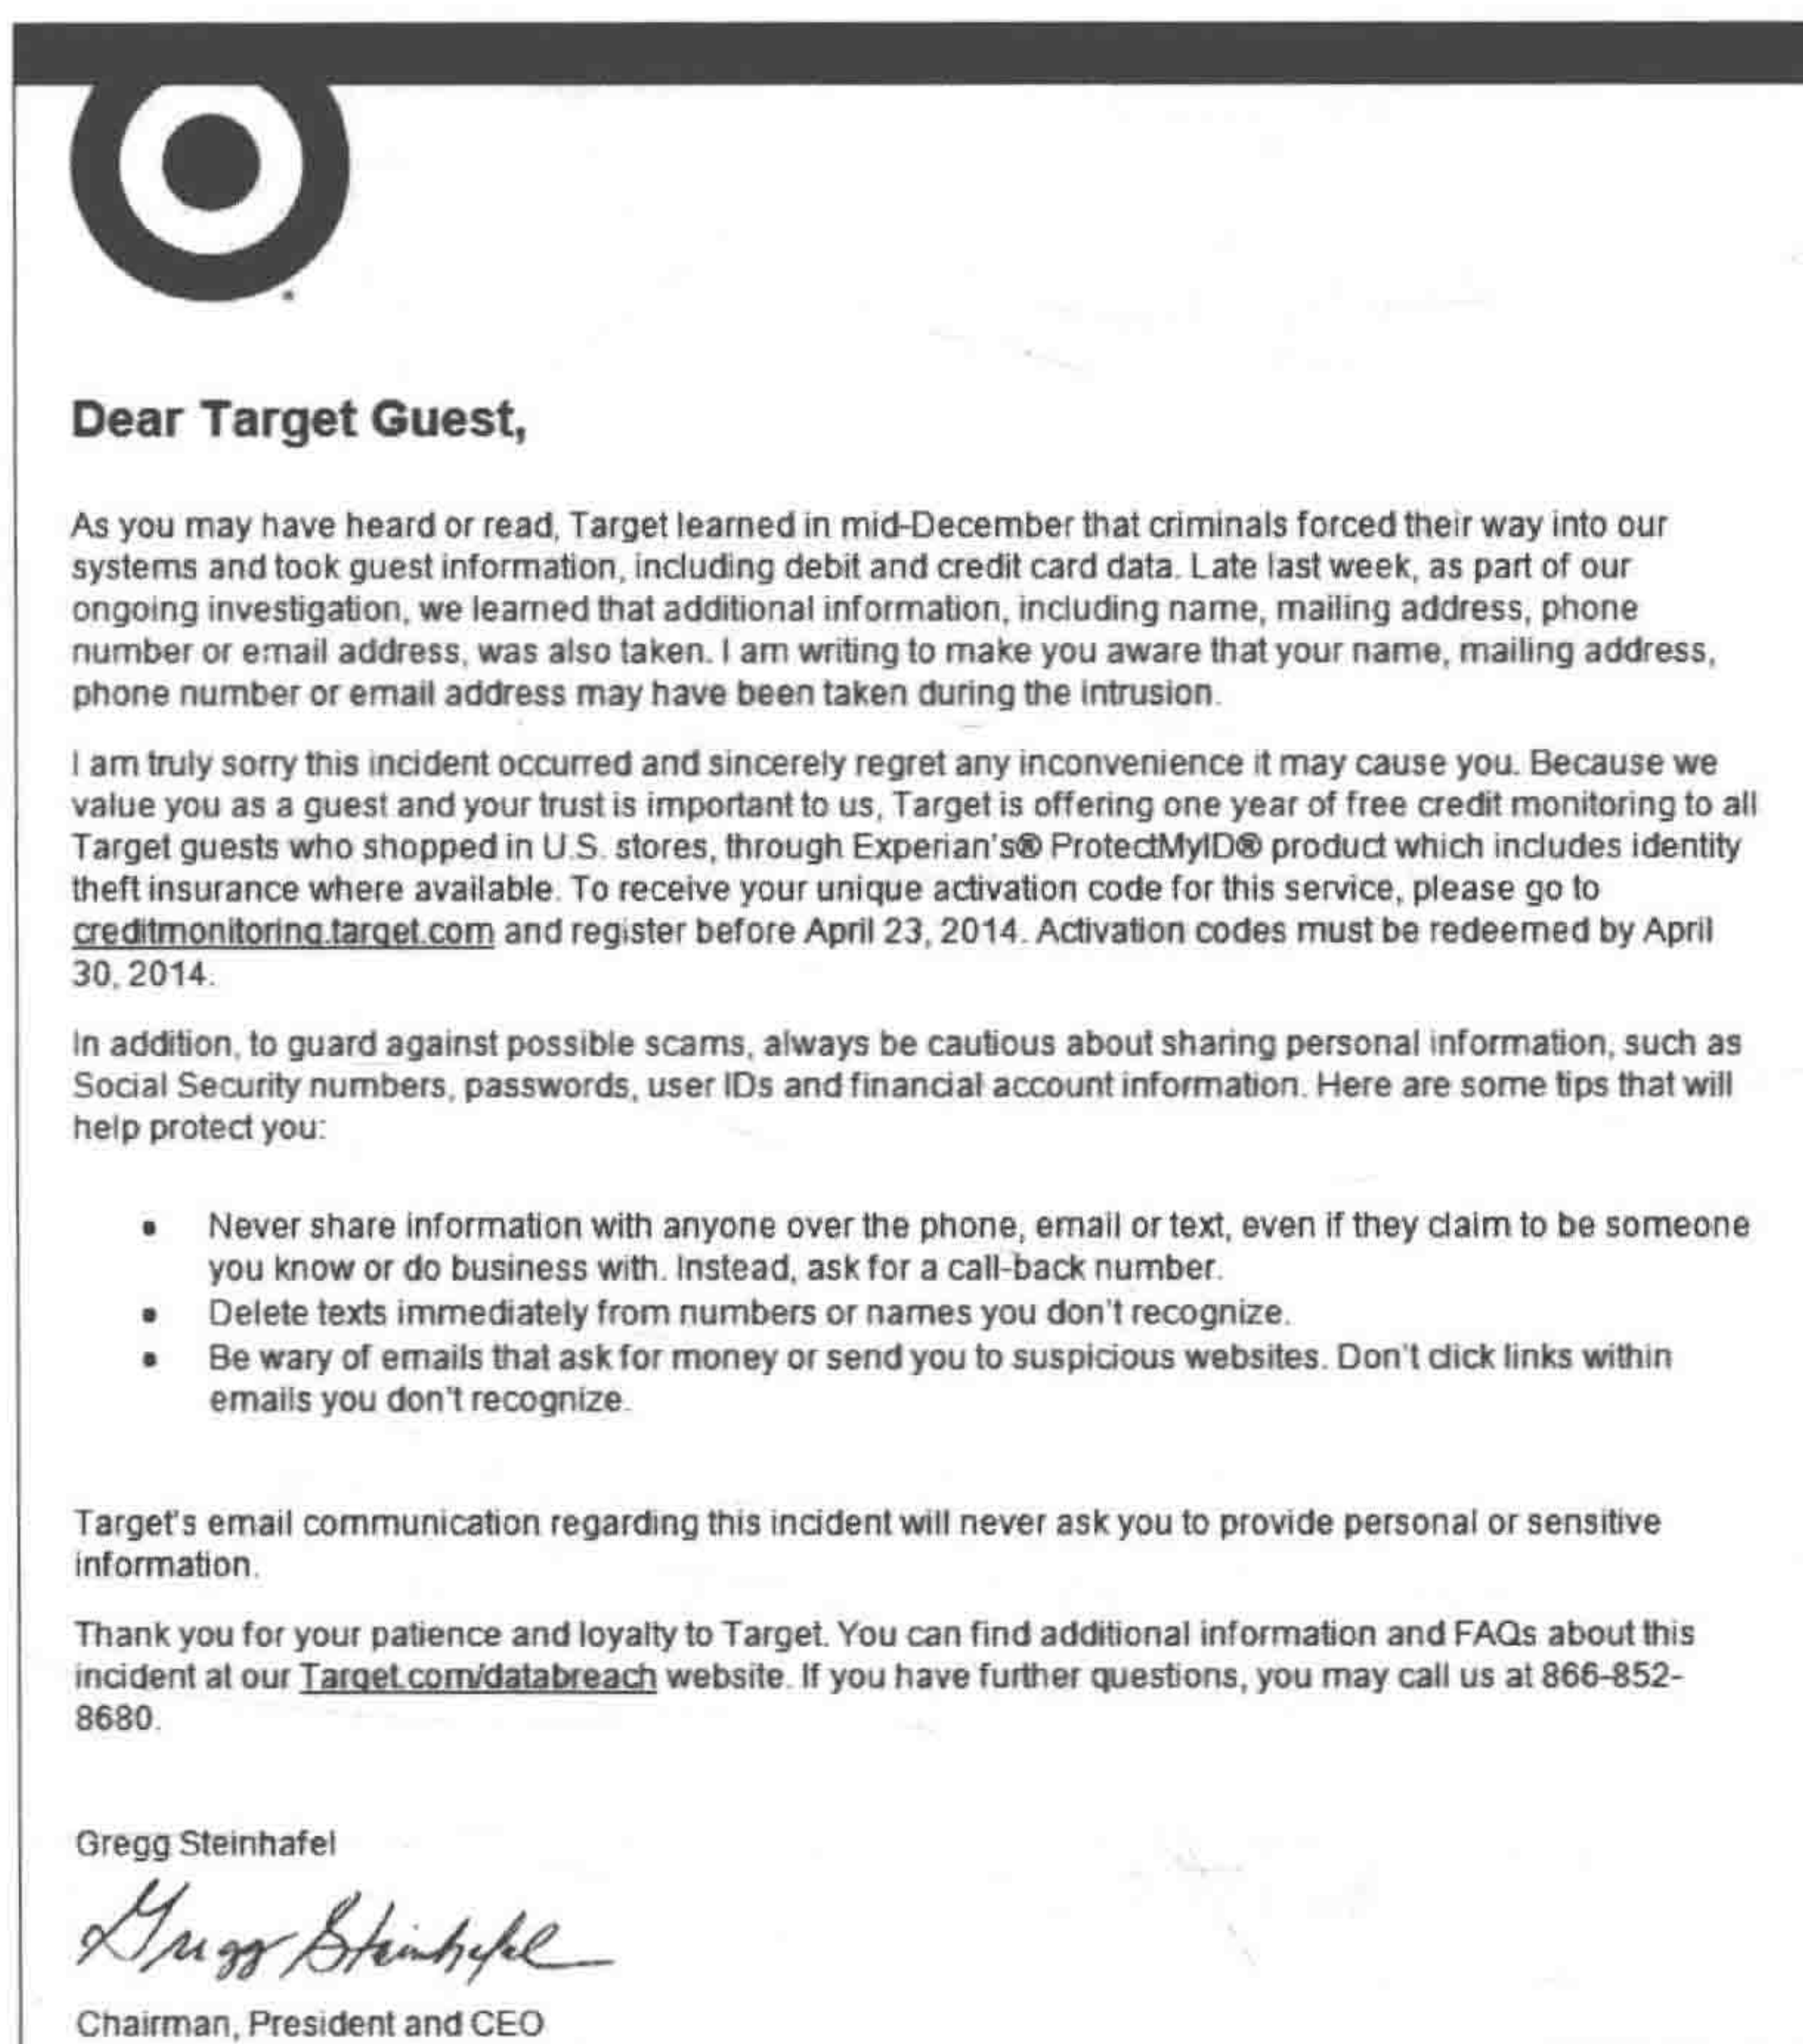 Dear Target Guest,
As you may have heard or read, Target learned in mid-December that criminals forced their way into our
systems and took guest information, including debit and credit card data. Late last week, as part of our
ongoing investigation, we learned that additional information, including name, mailing address, phone
number or email address, was also taken. I am writing to make you aware that your name, mailing address,
phone number or email address may have been taken during the intrusion.
I am truly sorry this incident occurred and sincerely regret any inconvenience it may cause you. Because we
value you as a guest and your trust is important to us, Target is offering one year of free credit monitoring to all
Target guests who shopped in U.S. stores, through Experian's® ProtectMyID® product which includes identity
theft insurance where available. To receive your unique activation code for this service, please go to
creditmonitoring.target.com and register before April 23, 2014. Activation codes must be redeemed by April
30, 2014.
In addition, to guard against possible scams, always be cautious about sharing personal information, such as
Social Security numbers, passwords, user IDs and financial account information. Here are some tips that will
help protect you:
• Never share information with anyone over the phone, email or text, even if they claim to be someone
you know or do business with. Instead, ask for a call-back number.
• Delete texts immediately from numbers or names you don't recognize.
• Be wary of emails that ask for money or send you to suspicious websites. Don't click links within
emails you don't recognize.
Target's email communication regarding this incident will never ask you to provide personal or sensitive
information.
Thank you for your patience and loyalty to Target. You can find additional information and FAQs about this
incident at our Target.com/databreach website. If you have further questions, you may call us at 866-852-
8680.
Gregg Steinhafel
Gregg Steinhafel
Chairman, President and CEO